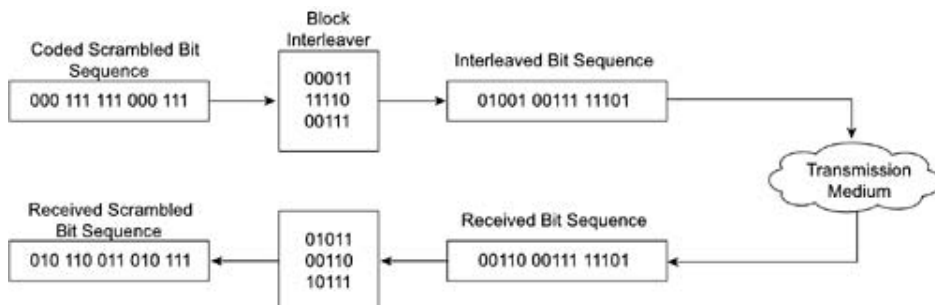 Block
Interleaver
Coded Scrambled Bit
Sequence
000 111 111 000 111
00011
11110
00111
Interleaved Bit Sequence
01001 00111 11101
Transmission
Medium
Received Scrambled
Bit Sequence
010 110 011 010 111
01011
00110
10111
Received Bit Sequence
00110 00111 11101